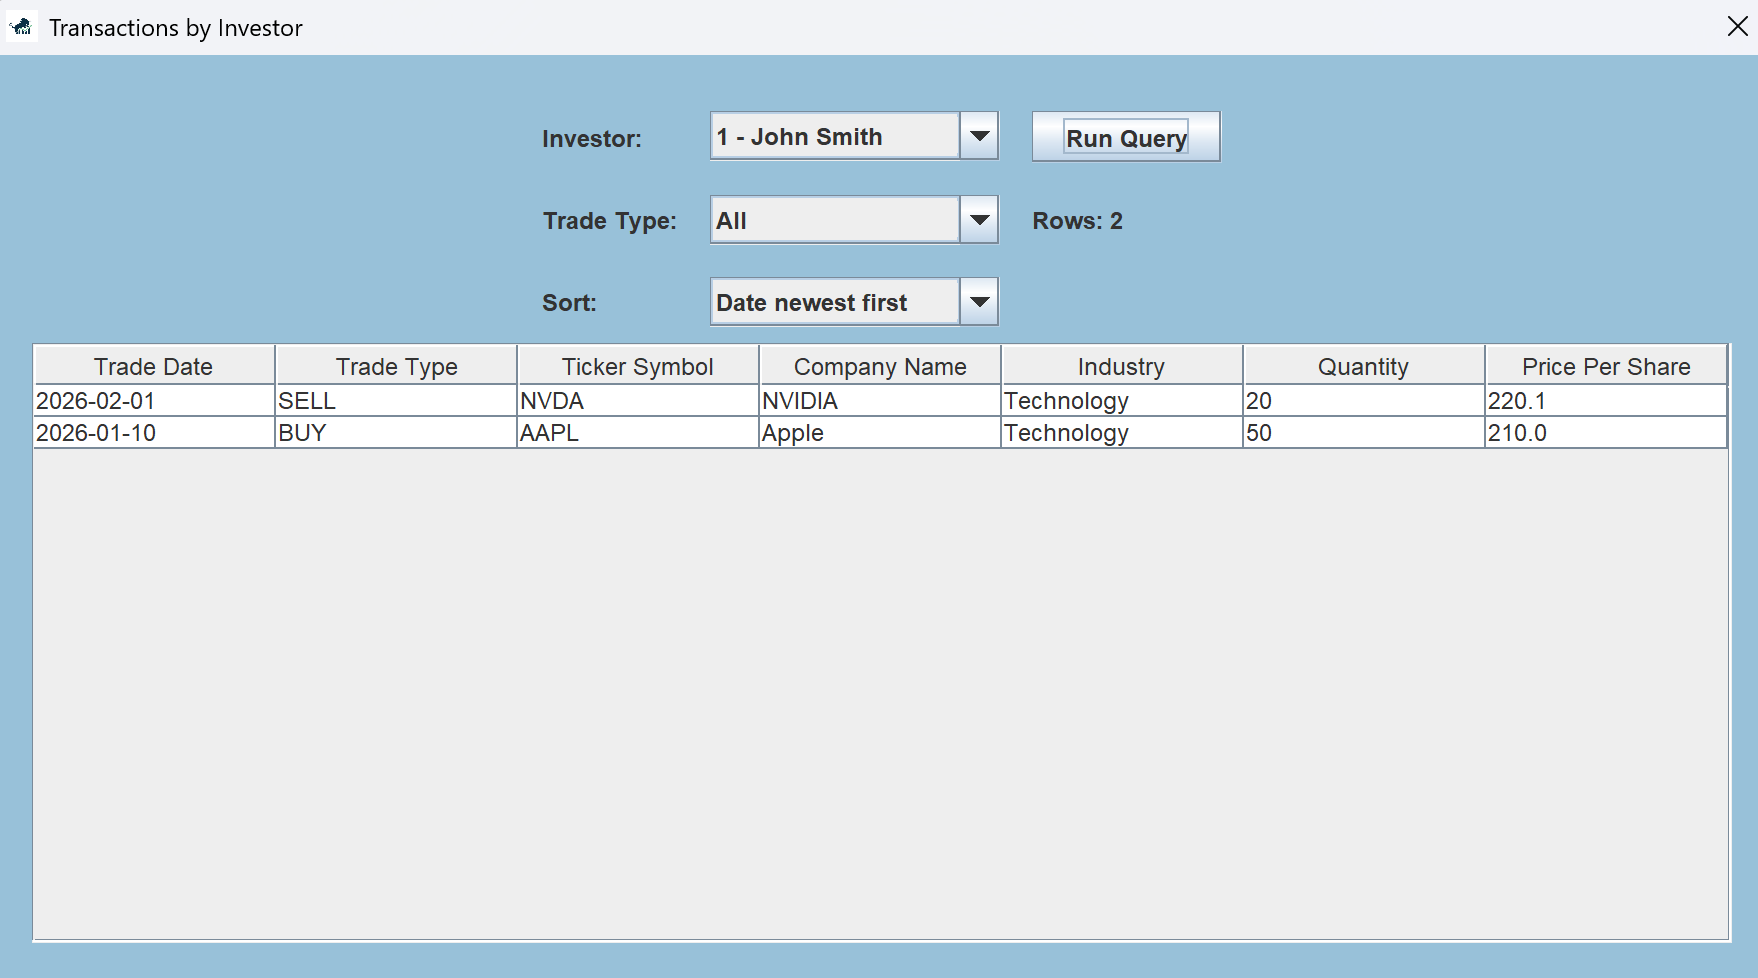 Transactions by Investor
Investor: 1 - John Smith Run Query
Trade Type: All Rows: 2
Sort: Date newest first
Trade Date Trade Type Ticker Symbol Company Name Industry Quantity Price Per Share
2026-02-01 SELL NVDA NVIDIA Technology 20 220.1
2026-01-10 BUY AAPL Apple Technology 50 210.0